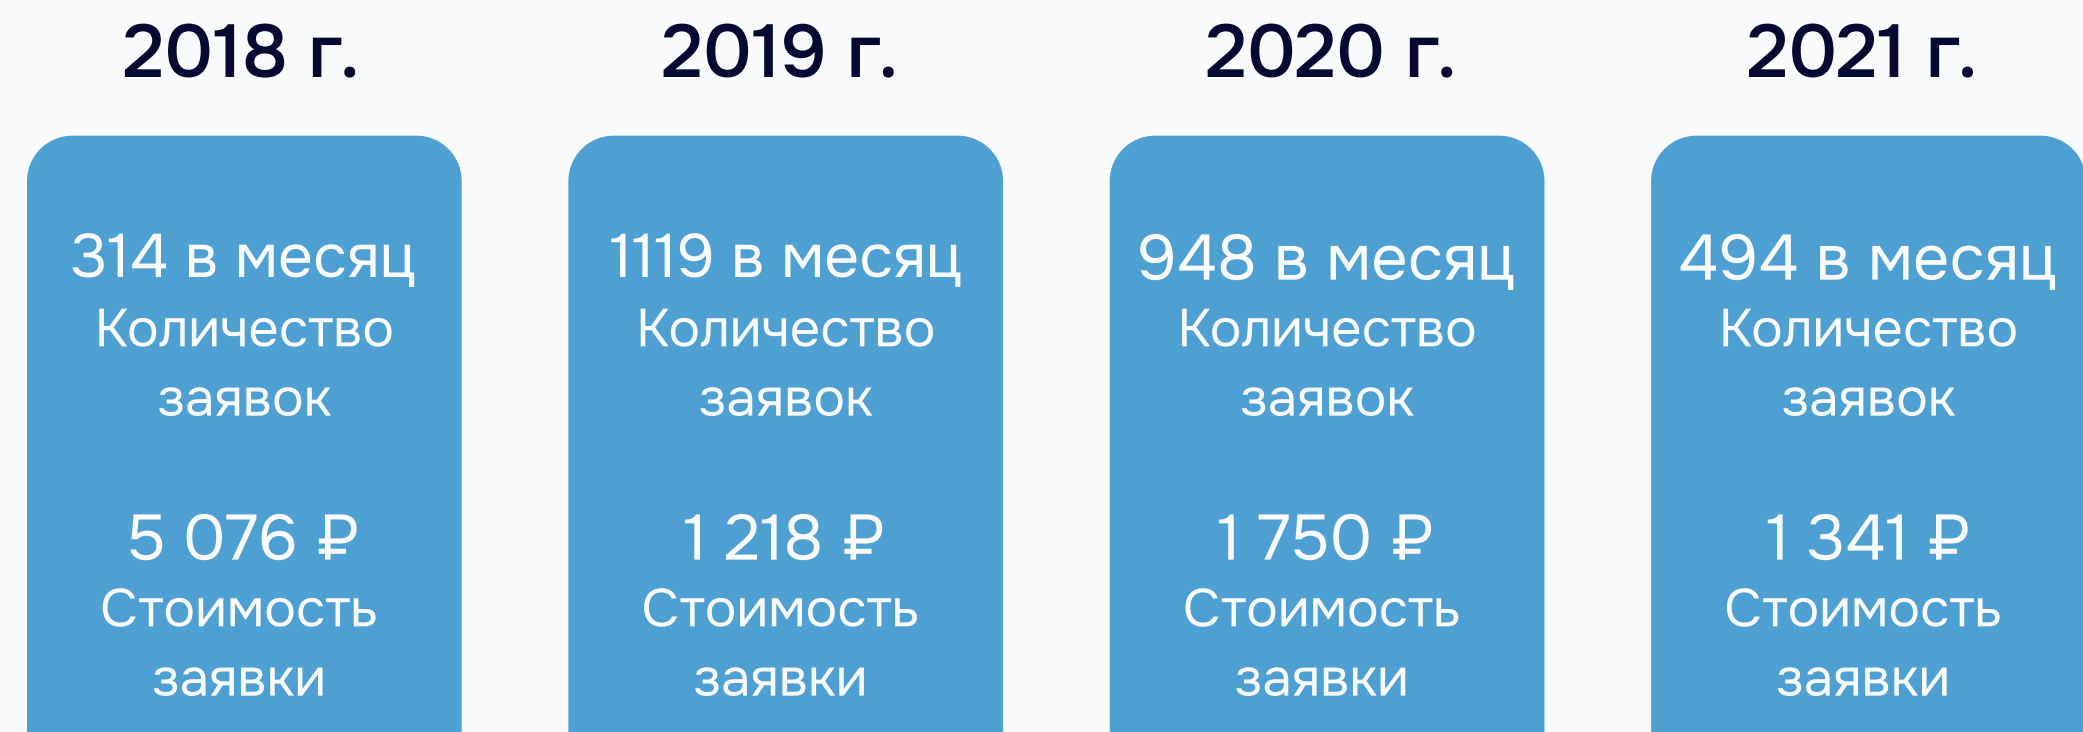 2018 г.
314 в месяц
Количество
заявок
5 076 ₽
Стоимость
заявки
2019 г.
1119 в месяц
Количество
заявок
1 218 ₽
Стоимость
заявки
2020 г.
948 в месяц
Количество
заявок
1 750 ₽
Стоимость
заявки
2021 г.
494 в месяц
Количество
заявок
1 341 ₽
Стоимость
заявки